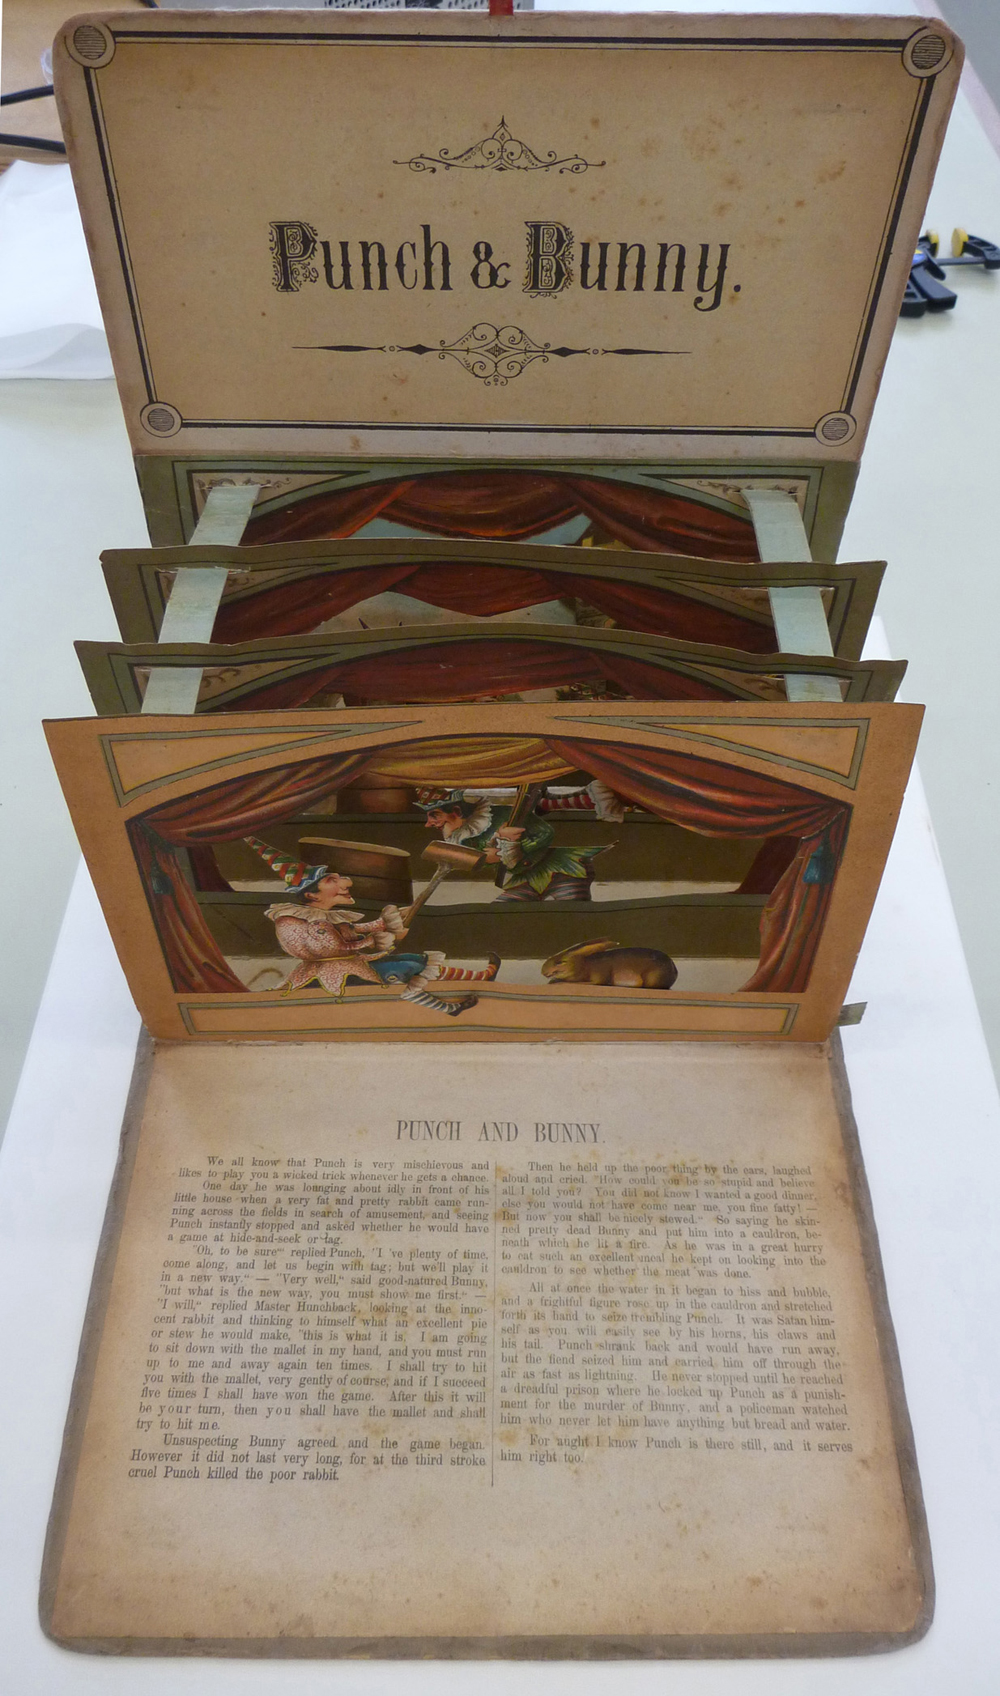 Punch & Bunny.
PUNCH AND BUNNY.
We all know that Punch is very mischievous and
likes to play you a wicked trick whenever he gets a chance.
One day he was lounging about idly in front of his
little house when a very fat and pretty rabbit came run-
ning across the fields in search of amusement, and seeing
Punch instantly stopped and asked whether he would have
a game at hide-and-seek or tag.
"Oh, to be sure“ replied Punch, "I 've plenty of time,
come along, and let us begin with tag; but we'll play it
in a new way.“ — "Very well,“ said good-natured Bunny,
"but what is the new way, you must show me first.“ —
"I will,“ replied Master Hunchback, looking at the inno-
cent rabbit and thinking to himself what an excellent pie
or stew he would make, "this is what it is. I am going
to sit down with the mallet in my hand, and you must run
up to me and away again ten times. I shall try to hit
you with the mallet, very gently of course, and if I succeed
five times I shall have won the game. After this it will
be your turn, then you shall have the mallet and shall
try to hit me.
Unsuspecting Bunny agreed and the game began.
However it did not last very long, for at the third stroke
cruel Punch killed the poor rabbit.
Then he held up the poor thing by the ears, laughed
aloud and cried, "How could you be so stupid and believe
all I told you? You did not know I wanted a good dinner,
else you would not have come near me, you fine fatty! —
But now you shall be nicely stewed.“ So saying he skin-
ned pretty dead Bunny and put him into a cauldron, be-
neath which he lit a fire. As he was in a great hurry
to eat such an excellent meal he kept on looking into the
cauldron to see whether the meat was done.
All at once the water in it began to hiss and bubble,
and a frightful figure rose up in the cauldron and stretched
forth its hand to seize trembling Punch. It was Satan him-
self as you will easily see by his horns, his claws and
his tail. Punch shrank back and would have run away,
but the fiend seized him and carried him off through the
air as fast as lightning. He never stopped until he reached
a dreadful prison where he locked up Punch as a punish-
ment for the murder of Bunny, and a policeman watched
him who never let him have anything but bread and water.
For aught I know Punch is there still, and it serves
him right too.